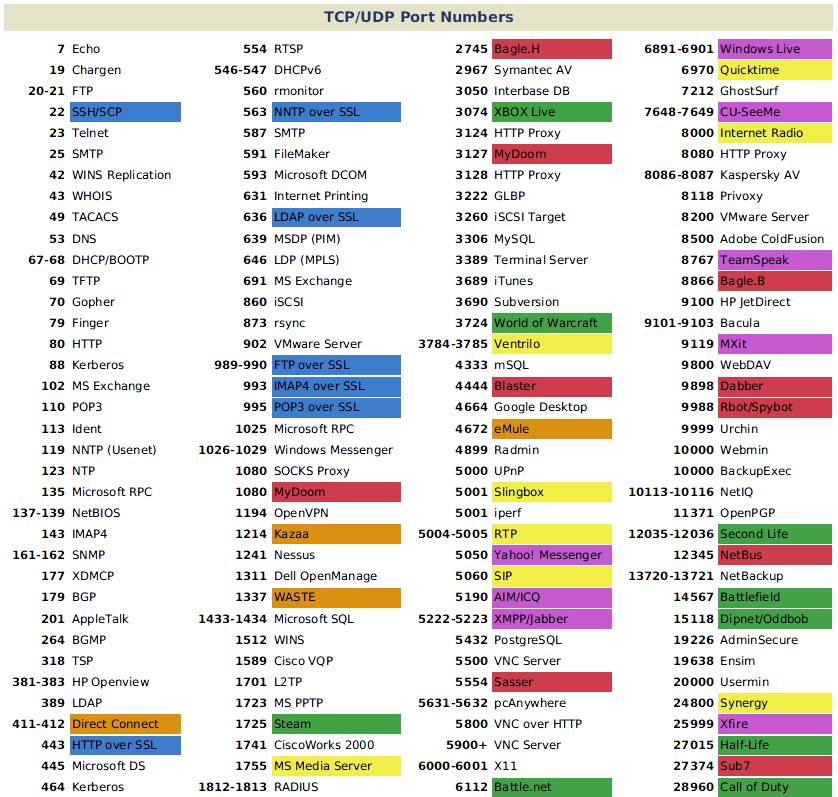 TCP/UDP Port Numbers
7 Echo
19 Chargen
20-21 FTP
22 SSH/SCP
23 Telnet
25 SMTP
42 WINS Replication
43 WHOIS
49 TACACS
53 DNS
67-68 DHCP/BOOTP
69 TFTP
70 Gopher
79 Finger
80 HTTP
88 Kerberos
102 MS Exchange
110 POP3
113 Ident
119 NNTP (Usenet)
123 NTP
135 Microsoft RPC
137-139 NetBIOS
143 IMAP4
161-162 SNMP
177 XDMCP
179 BGP
201 AppleTalk
264 BGMP
318 TSP
381-383 HP Openview
389 LDAP
411-412 Direct Connect
443 HTTP over SSL
445 Microsoft DS
464 Kerberos
554 RTSP
546-547 DHCPv6
560 rmonitor
563 NNTP over SSL
587 SMTP
591 FileMaker
593 Microsoft DCOM
631 Internet Printing
636 LDAP over SSL
639 MSDP (PIM)
646 LDP (MPLS)
691 MS Exchange
860 iSCSI
873 rsync
902 VMware Server
989-990 FTP over SSL
993 IMAP4 over SSL
995 POP3 over SSL
1025 Microsoft RPC
1026-1029 Windows Messenger
1080 SOCKS Proxy
1080 MyDoom
1194 OpenVPN
1214 Kazaa
1241 Nessus
1311 Dell OpenManage
1337 WASTE
1433-1434 Microsoft SQL
1512 WINS
1589 Cisco VQP
1701 L2TP
1723 MS PPTP
1725 Steam
1741 CiscoWorks 2000
1755 MS Media Server
1812-1813 RADIUS
2745 Bagle.H
2967 Symantec AV
3050 Interbase DB
3074 XBOX Live
3124 HTTP Proxy
3127 MyDoom
3128 HTTP Proxy
3222 GLBP
3260 iSCSI Target
3306 MySQL
3389 Terminal Server
3689 iTunes
3690 Subversion
3724 World of Warcraft
3784-3785 Ventrilo
4333 mSQL
4444 Blaster
4664 Google Desktop
4672 eMule
4899 Radmin
5000 UPnP
5001 Slingbox
5001 iperf
5004-5005 RTP
5050 Yahoo! Messenger
5060 SIP
5190 AIM/ICQ
5222-5223 XMPP/Jabber
5432 PostgreSQL
5500 VNC Server
5554 Sasser
5631-5632 pcAnywhere
5800 VNC over HTTP
5900+ VNC Server
6000-6001 X11
6112 Battle.net
6891-6901 Windows Live
6970 Quicktime
7212 GhostSurf
7648-7649 CU-SeeMe
8000 Internet Radio
8080 HTTP Proxy
8086-8087 Kaspersky AV
8118 Privoxy
8200 VMware Server
8500 Adobe ColdFusion
8767 TeamSpeak
8866 Bagle.B
9100 HP JetDirect
9101-9103 Bacula
9119 MXit
9800 WebDAV
9898 Dabber
9988 Rbot/Spybot
9999 Urchin
10000 Webmin
10000 BackupExec
10113-10116 NetIQ
11371 OpenPGP
12035-12036 Second Life
12345 NetBus
13720-13721 NetBackup
14567 Battlefield
15118 Dipnet/Oddbob
19226 AdminSecure
19638 Ensim
20000 Usermin
24800 Synergy
25999 Xfire
27015 Half-Life
27374 Sub7
28960 Call of Duty